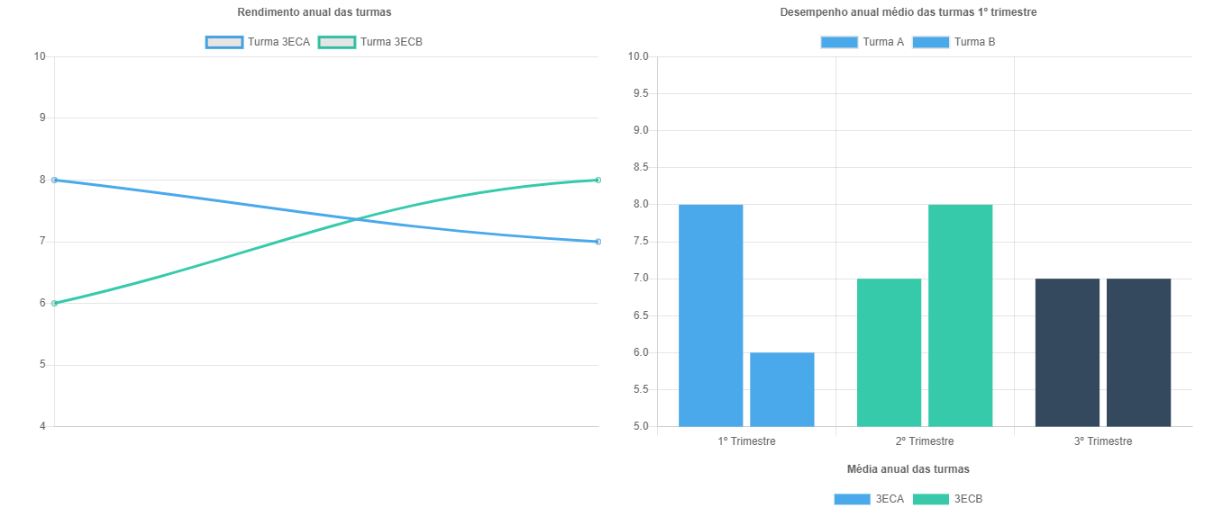 Rendimento anual das turmas
Turma 3ECA Turma 3ECB
10
9
8
7
6
5
4
Desempenho anual médio das turmas 1º trimestre
Turma A Turma B
10.0
9.5
9.0
8.5
8.0
7.5
7.0
6.5
6.0
5.5
5.0
1º Trimestre 2º Trimestre 3º Trimestre
Média anual das turmas
3ECA 3ECB